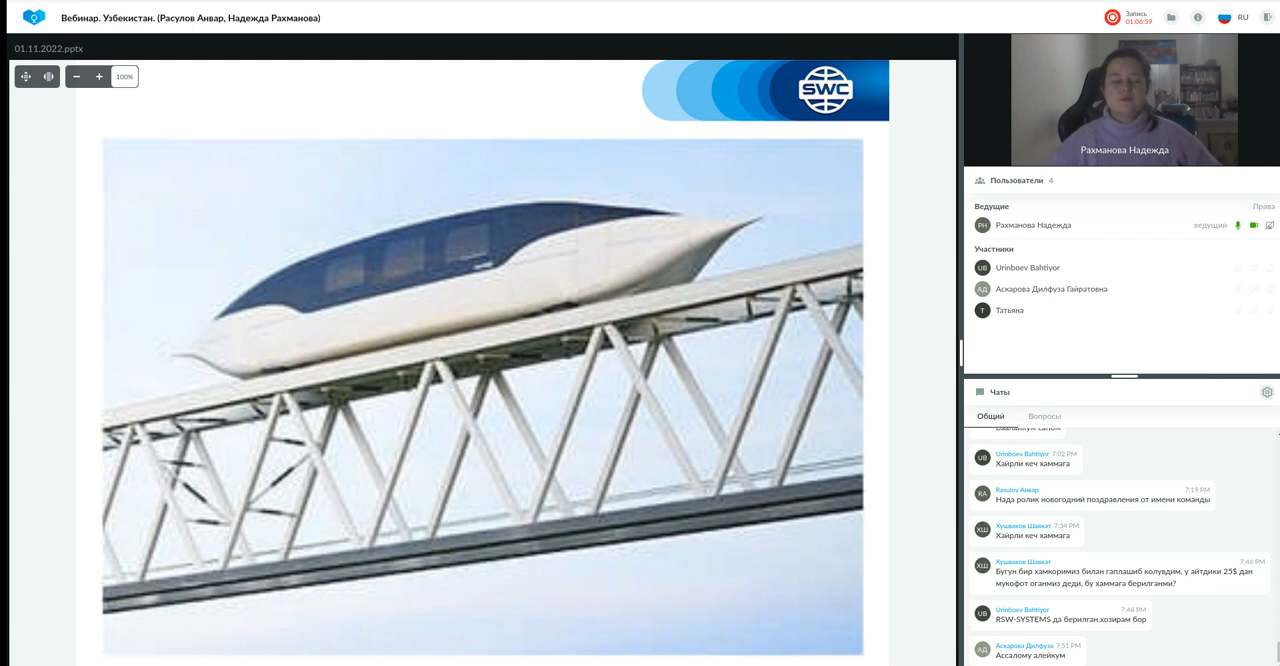 Вебинар. Узбекистан. (Расулов Анвар, Надежда Рахманова)
Запись
01:06:59
RU
01.11.2022.pptx
100%
SWC
Рахманова Надежда
Пользователи 4
Ведущие Права
РН Рахманова Надежда ведущий
Участники
UB Urinboev Bahtiyor
АД Аскарова Дилфуза Гайратовна
Т Татьяна
Чаты
Общий Вопросы
UB Urinboev Bahtiyor 7:02 PM
Хайрли кеч хаммага
RA Rasulov Анвар 7:19 PM
Нада ролик новогодний поздравления от имени команды
ХШ Хушваков Шавкат 7:34 PM
Хайрли кеч хаммага
ХШ Хушваков Шавкат 7:46 PM
Бугун бир хамкоримиз билан гаплашиб колувдим, у айтдики 25$ дан
мукофот оганмиз деди, бу хаммага берилганми?
UB Urinboev Bahtiyor 7:48 PM
RSW-SYSTEMS да берилган.хозирам бор
АД Аскарова Дилфуза 7:51 PM
Ассалому алейкум